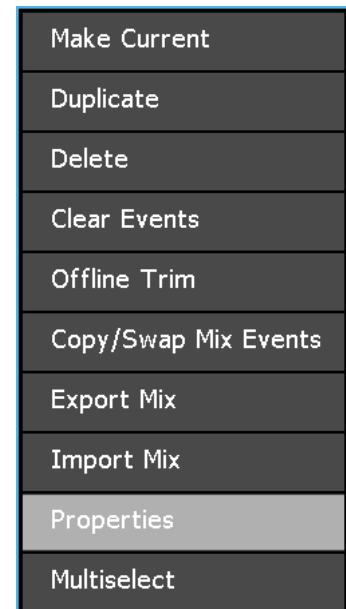 Make Current
Duplicate
Delete
Clear Events
Offline Trim
Copy/Swap Mix Events
Export Mix
Import Mix
Properties
Multiselect